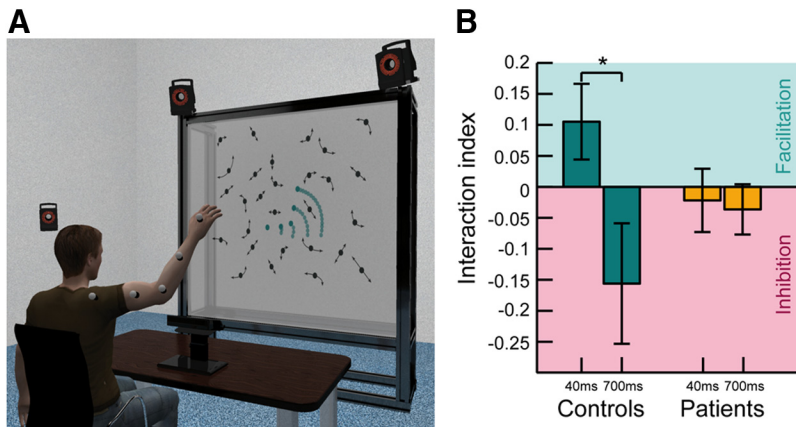 A
B
0.2
0.15
0.1
0.05
0
-0.05
-0.1
-0.15
-0.2
-0.25
Interaction index
*
Facilitation
Inhibition
40ms 700ms
40ms 700ms
Controls
Patients